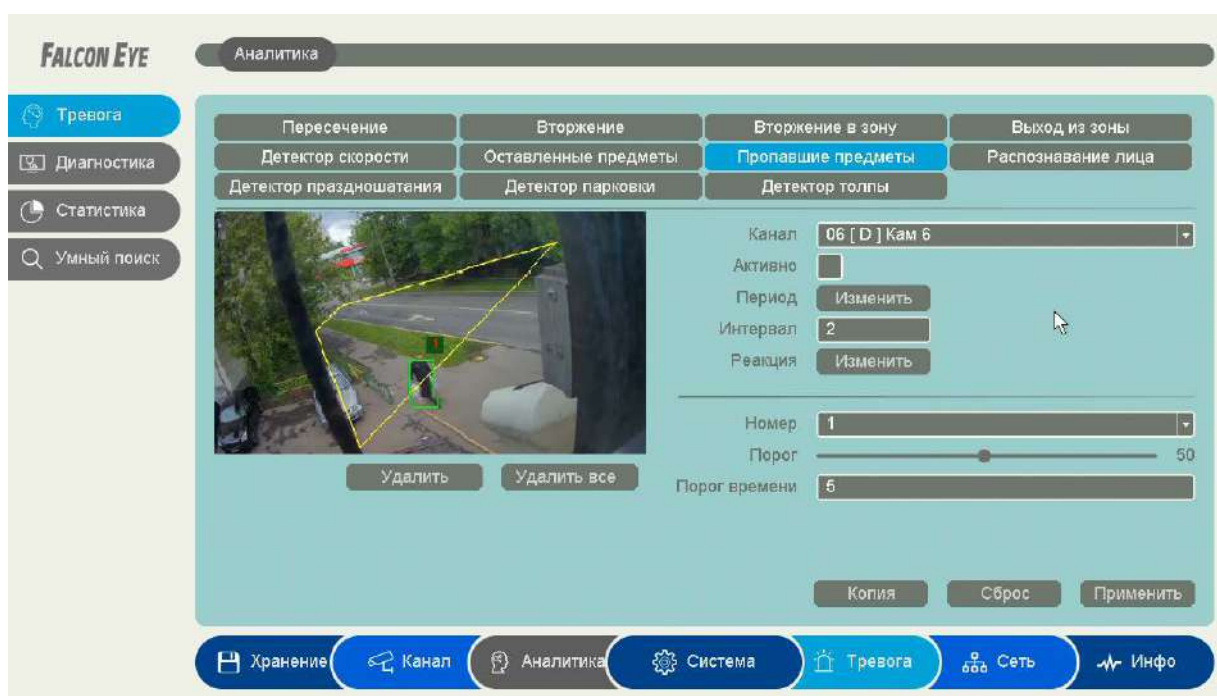 FALCON EYE
Аналитика
Тревога
Диагностика
Статистика
Умный поиск
Пересечение
Вторжение
Вторжение в зону
Выход из зоны
Детектор скорости
Оставленные предметы
Пропавшие предметы
Распознавание лица
Детектор праздношатания
Детектор парковки
Детектор толпы
1
Удалить
Удалить все
Канал
06 [ D ] Кам 6
Активно
Период
Изменить
Интервал
2
Реакция
Изменить
Номер
1
Порог
50
Порог времени
5
Копия
Сброс
Применить
Хранение
Канал
Аналитика
Система
Тревога
Сеть
Инфо